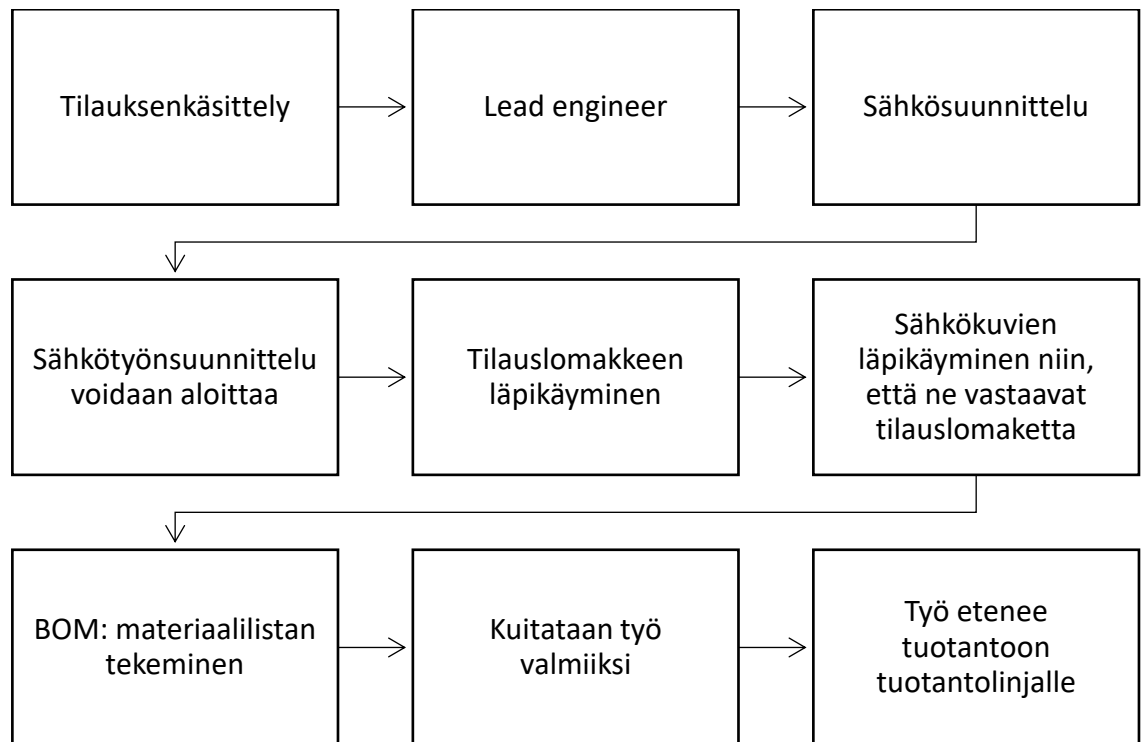 Tilauksenkäsittely
Lead engineer
Sähkösuunnittelu
Sähkötyönsuunnittelu
voidaan aloittaa
Tilauslomakkeen
läpikäyminen
Sähkökuvien
läpikäyminen niin,
että ne vastaavat
tilauslomaketta
BOM: materiaalilistan
tekeminen
Kuitataan työ
valmiiksi
Työ etenee
tuotantoon
tuotantolinjalle